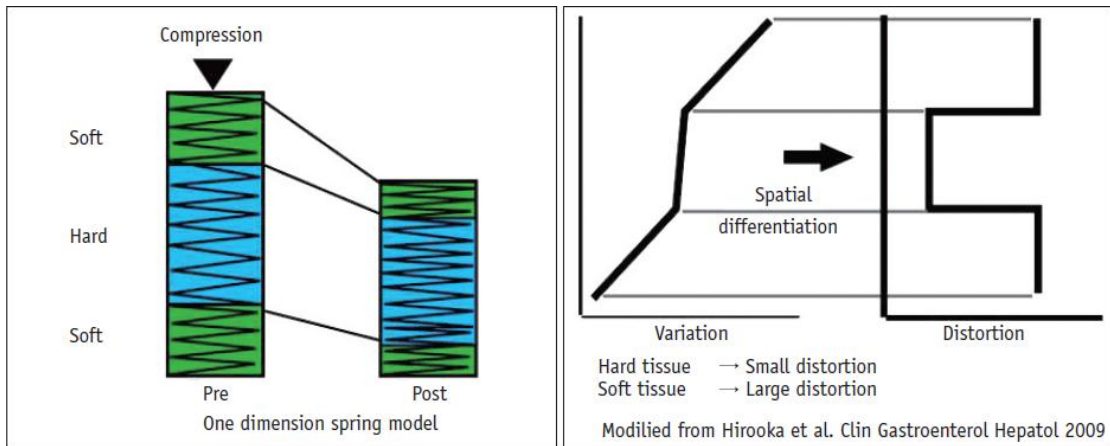 Compression
Soft
Hard
Soft
Pre
Post
One dimension spring model
Spatial
differentiation
Variation
Distortion
Hard tissue → Small distortion
Soft tissue → Large distortion
Modilied from Hirooka et al. Clin Gastroenterol Hepatol 2009